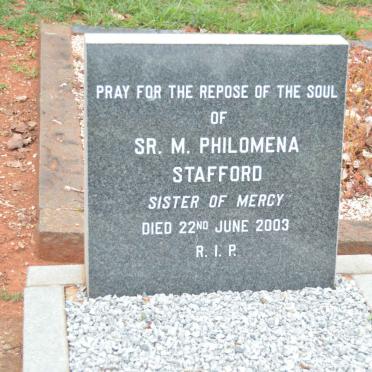 PRAY FOR THE REPOSE OF THE SOUL
OF
SR. M. PHILOMENA
STAFFORD
SISTER OF MERCY
DIED 22ND JUNE 2003
R. I. P.